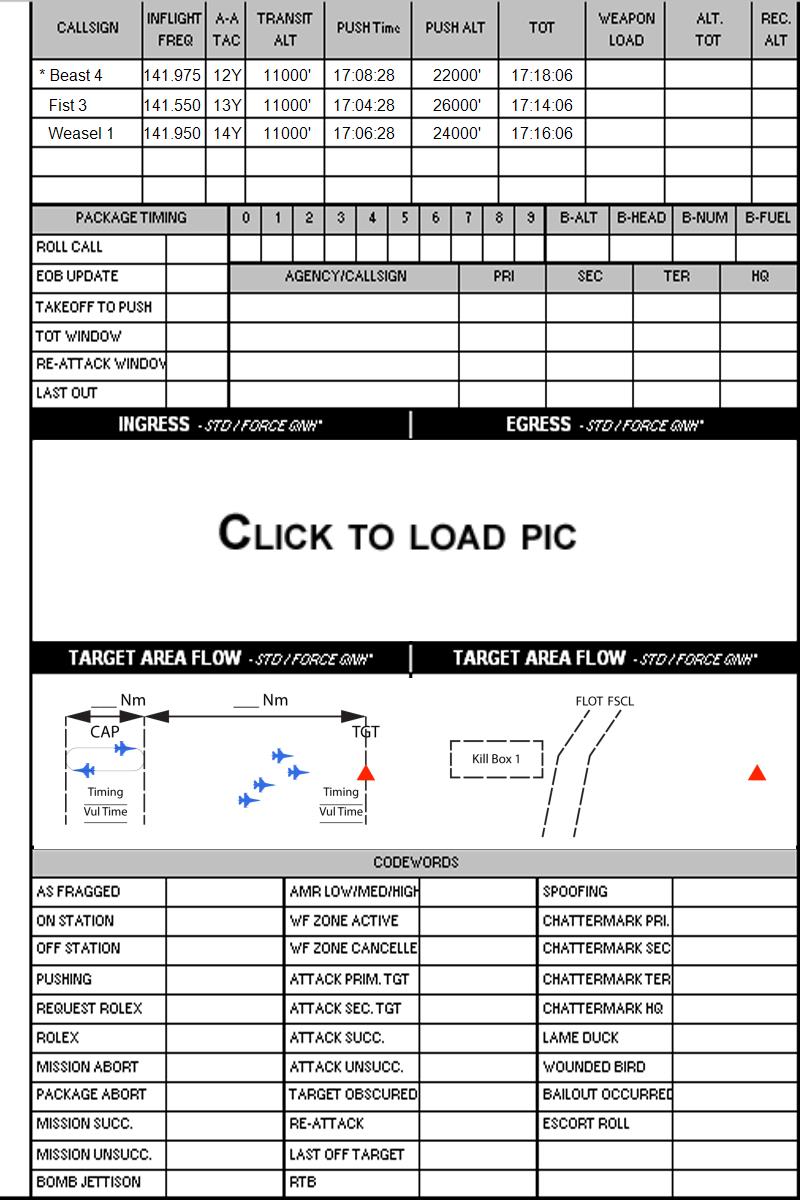 CALLSIGN INFLIGHT FREQ A-A TAC TRANSIT ALT PUSH Time PUSH ALT TOT WEAPON LOAD ALT. TOT REC. ALT
* Beast 4 141.975 12Y 11000' 17:08:28 22000' 17:18:06
Fist 3 141.550 13Y 11000' 17:04:28 26000' 17:14:06
Weasel 1 141.950 14Y 11000' 17:06:28 24000' 17:16:06
PACKAGE TIMING 0 1 2 3 4 5 6 7 8 9 B-ALT B-HEAD B-NUM B-FUEL
ROLL CALL
EOB UPDATE AGENCY/CALLSIGN PRI SEC TER HQ
TAKEOFF TO PUSH
TOT WINDOW
RE-ATTACK WINDOW
LAST OUT
INGRESS - STD / FORCE QNH" EGRESS - STD / FORCE QNH"
CLICK TO LOAD PIC
TARGET AREA FLOW - STD / FORCE QNH" TARGET AREA FLOW - STD / FORCE QNH"
___ Nm ___ Nm FLOT FSCL
CAP TGT
Kill Box 1
Timing Timing
Vul Time Vul Time
CODEWORDS
AS FRAGGED AMR LOW/MED/HIGH SPOOFING
ON STATION WF ZONE ACTIVE CHATTERMARK PRI.
OFF STATION WF ZONE CANCELLE CHATTERMARK SEC
PUSHING ATTACK PRIM. TGT CHATTERMARK TER
REQUEST ROLEX ATTACK SEC. TGT CHATTERMARK HQ
ROLEX ATTACK SUCC. LAME DUCK
MISSION ABORT ATTACK UNSUCC. WOUNDED BIRD
PACKAGE ABORT TARGET OBSCURED BAILOUT OCCURRED
MISSION SUCC. RE-ATTACK ESCORT ROLL
MISSION UNSUCC. LAST OFF TARGET
BOMB JETTISON RTB